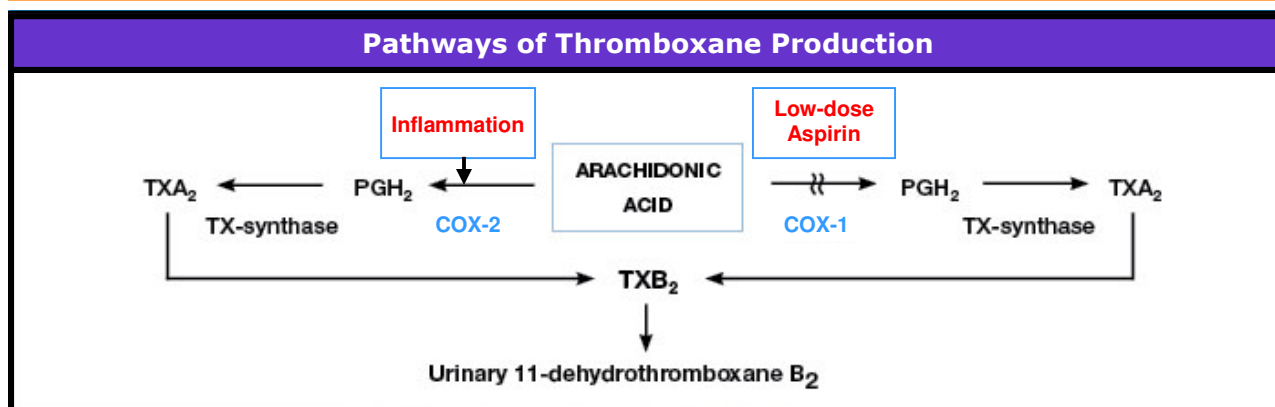 Pathways of Thromboxane Production
Inflammation
Low-dose
Aspirin
ARACHIDONIC
ACID
TXA₂
PGH₂
PGH₂
TXA₂
TX-synthase
COX-2
COX-1
TX-synthase
TXB₂
Urinary 11-dehydrothromboxane B₂